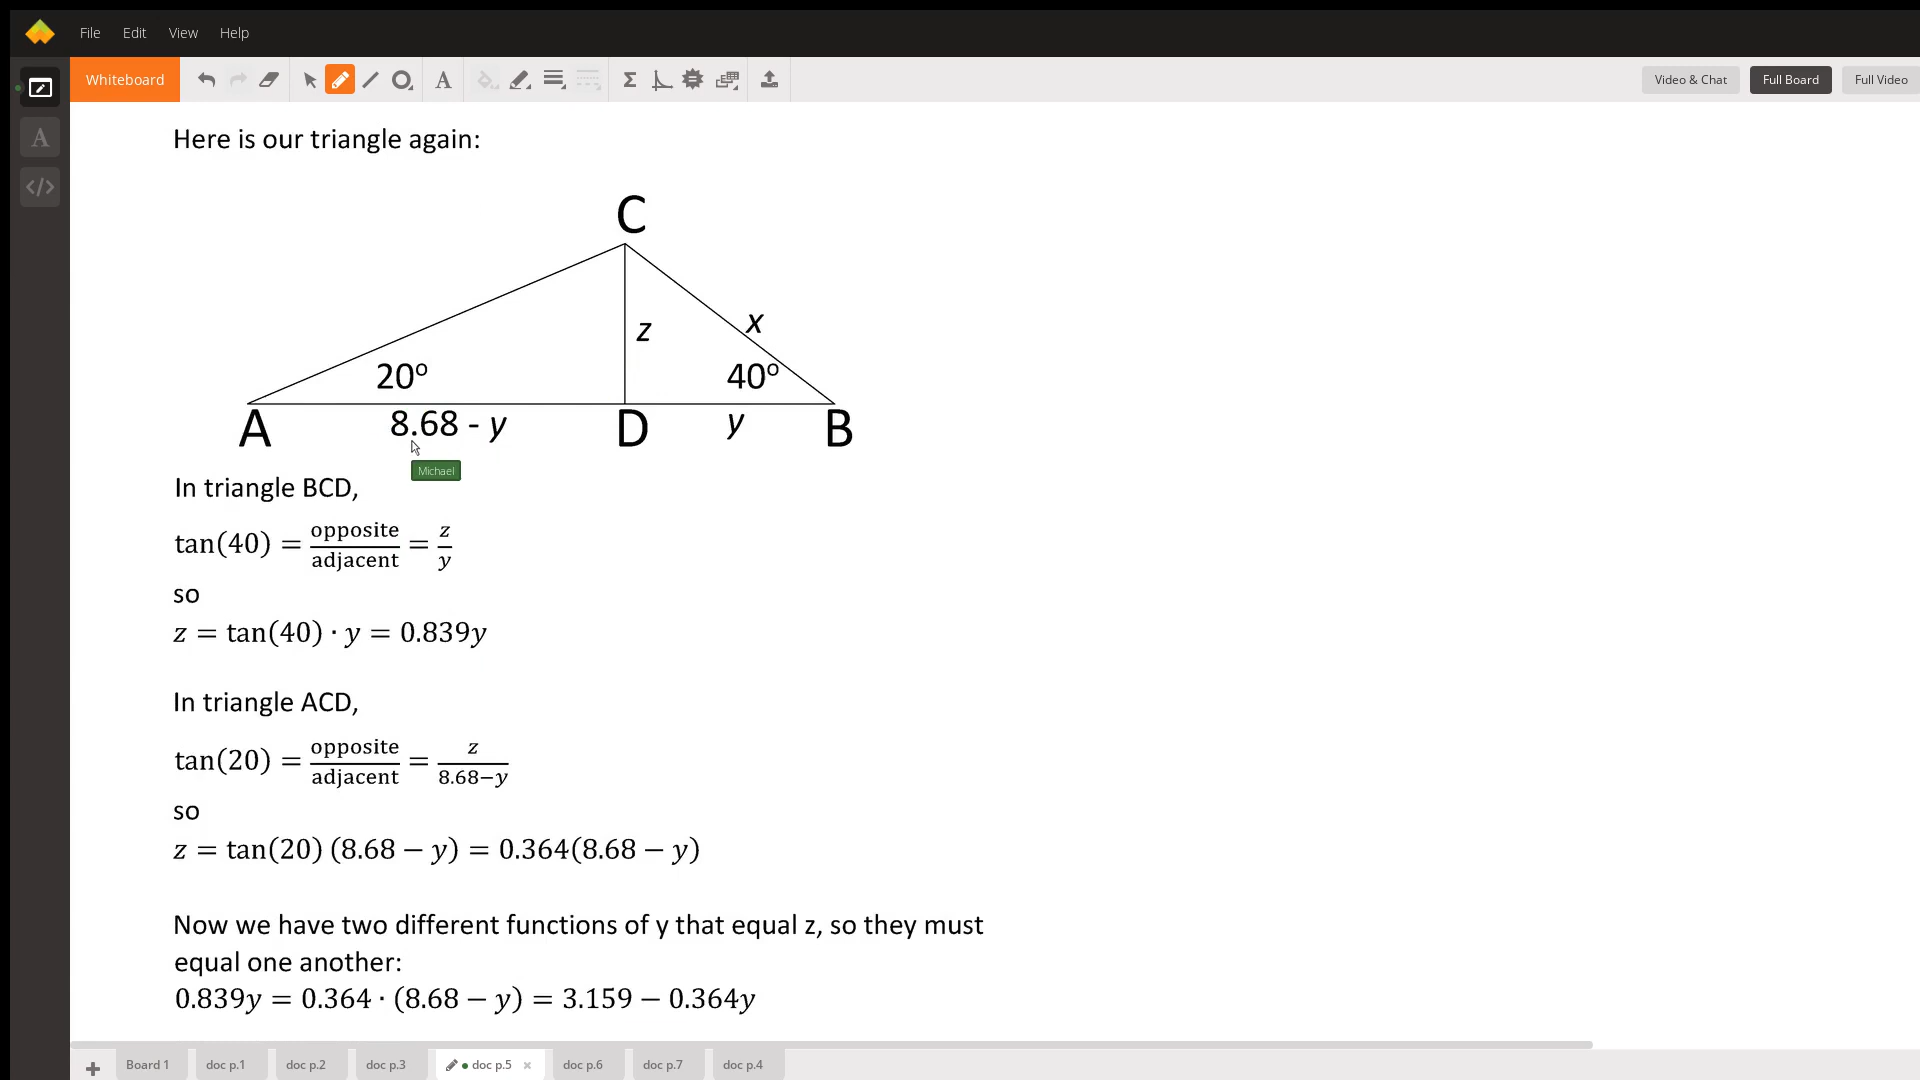 File Edit View Help
Whiteboard A Σ Video & Chat Full Board Full Video
A
</>
Here is our triangle again:
C
z
x
20°
40°
A
8.68 - y
D
y
B
Michael
In triangle BCD,
tan(40) = opposite/adjacent = z/y
so
z = tan(40) · y = 0.839y
In triangle ACD,
tan(20) = opposite/adjacent = z/(8.68−y)
so
z = tan(20) (8.68 − y) = 0.364(8.68 − y)
Now we have two different functions of y that equal z, so they must
equal one another:
0.839y = 0.364 · (8.68 − y) = 3.159 − 0.364y
Board 1 doc p.1 doc p.2 doc p.3 doc p.5 × doc p.6 doc p.7 doc p.4